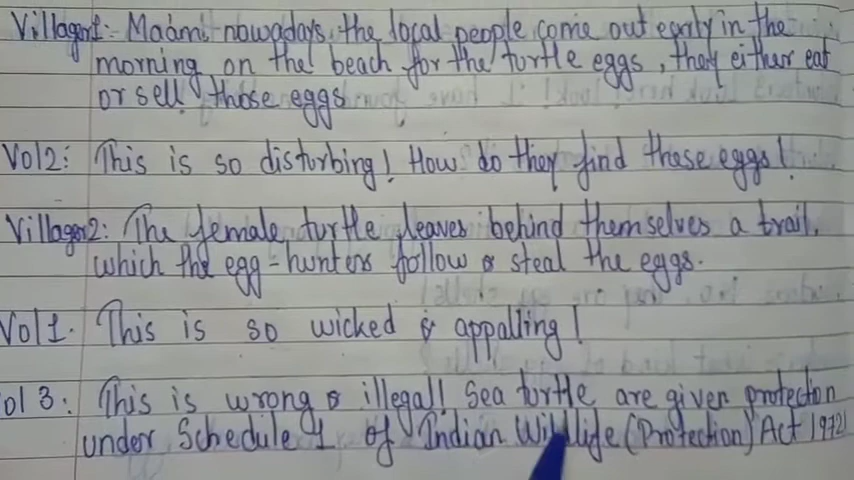 Villager1:- Maám nowadays, the local people come out early in the
morning on the beach for the turtle eggs, they either eat
or sell those eggs
Vol2: This is so disturbing! How do they find these eggs!
Villager2: The female turtle leaves behind themselves a trail,
which the egg-hunters follow & steal the eggs.
Vol1. This is so wicked & appalling!
ol 3: This is wrong & illegal! Sea turtle are given protection
under Schedule 1 of Indian Wildlife (Protection) Act 1972